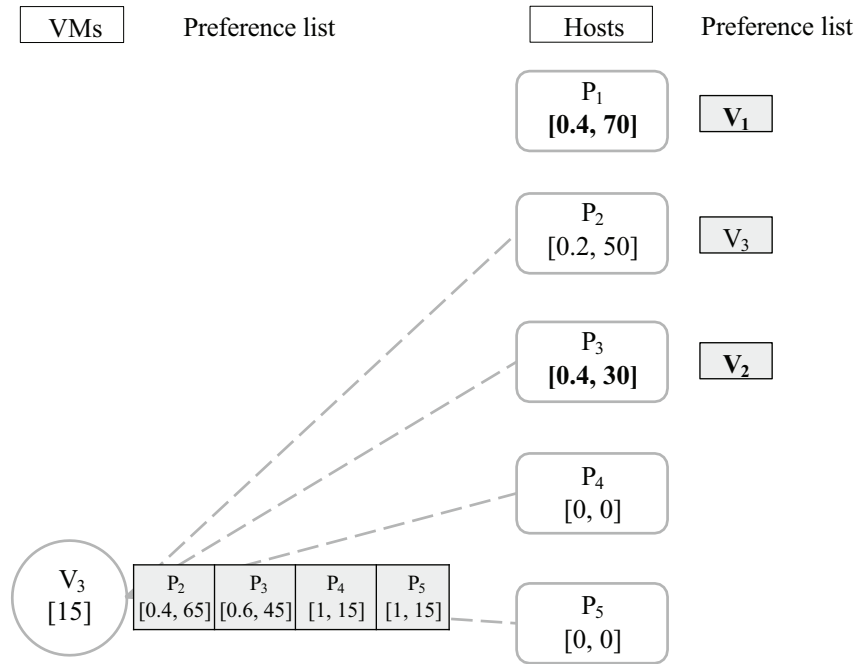 VMs Preference list Hosts Preference list
P₁
[0.4, 70]
V₁
P₂
[0.2, 50]
V₃
P₃
[0.4, 30]
V₂
P₄
[0, 0]
V₃
[15]
P₂ P₃ P₄ P₅
[0.4, 65] [0.6, 45] [1, 15] [1, 15]
P₅
[0, 0]